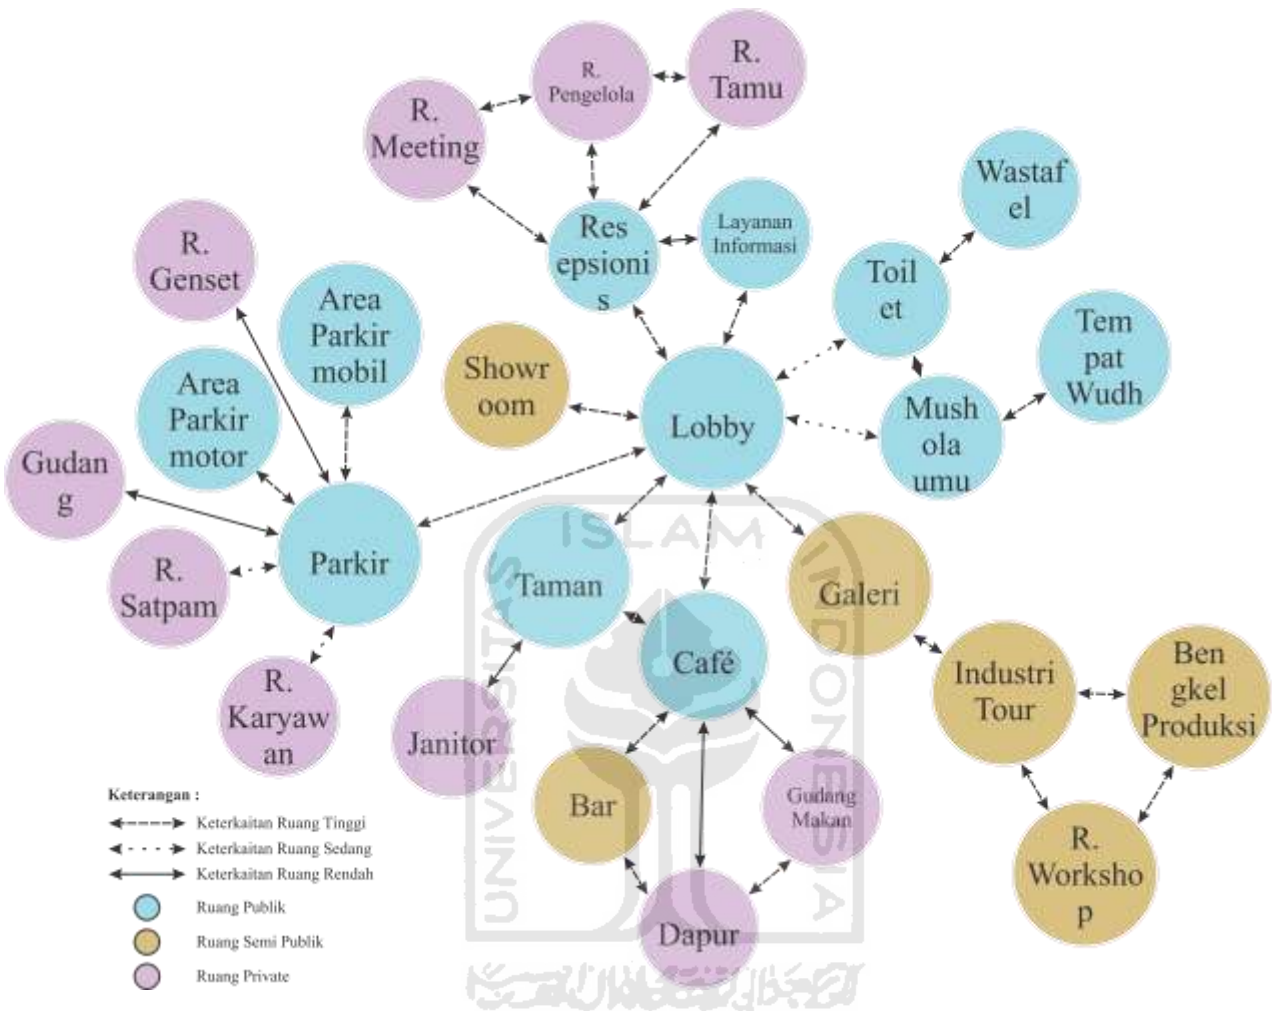 R.
Pengelola
R.
Tamu
R.
Meeting
Res
epsioni
s
Layanan
Informasi
Wastaf
el
R.
Genset
Toil
et
Area
Parkir
mobil
Tem
pat
Wudh
Showr
oom
Area
Parkir
motor
Lobby
Mush
ola
umu
Gudan
g
Parkir
R.
Satpam
Taman
Galeri
Café
Industri
Tour
Ben
gkel
Produksi
R.
Karyaw
an
Janitor
Bar
Gudang
Makan
R.
Worksho
p
Dapur
Keterangan :
Keterkaitan Ruang Tinggi
Keterkaitan Ruang Sedang
Keterkaitan Ruang Rendah
Ruang Publik
Ruang Semi Publik
Ruang Private
UNIVERSITAS
ISLAM
INDONESIA